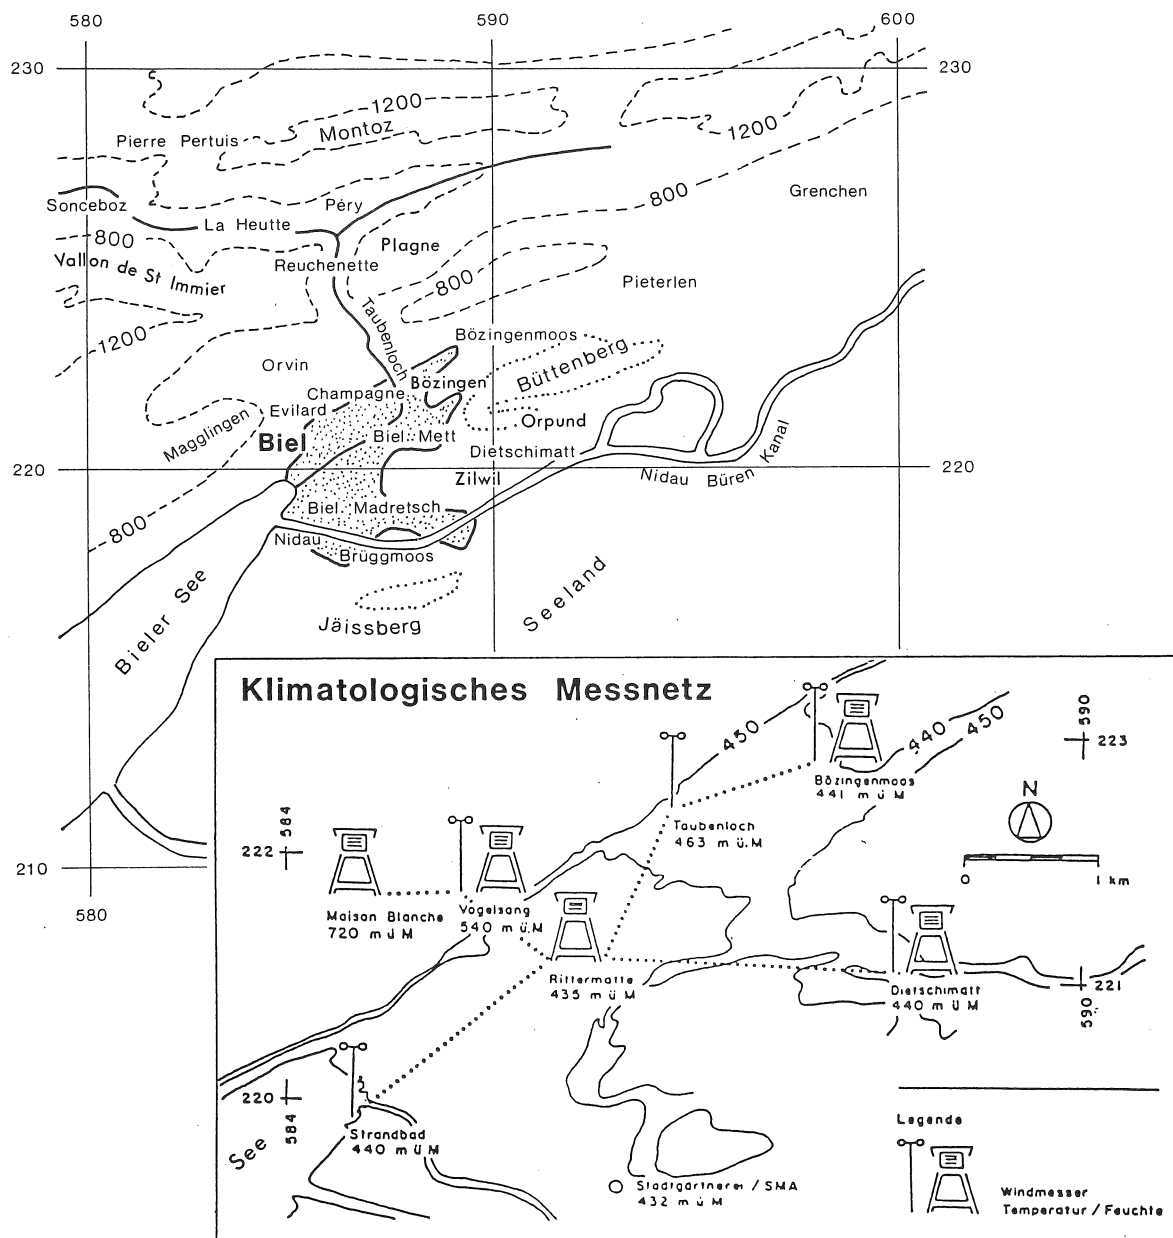 580
590
600
230
230
1200
Montoz
Pierre Pertuis
1200
800
Grenchen
Sonceboz
Péry
La Heutte
800
Plagne
Vallon de St Immier
Reuchenette
800
Pieterlen
Taubenloch
1200
Bözingenmoos
Büttenberg
Orvin
Bözingen
Champagne
Evilard
Orpund
Magglingen
Biel
Biel. Mett
Dietschimatt
220
220
Zilwil
Nidau Büren Kanal
Biel. Madretsch
800
Nidau
Brüggmoos
Bieler See
Seeland
Jäissberg
210
580
Klimatologisches Messnetz
450
440
450
590
223
Bözingenmoos
441 m ü M
N
584
222
Taubenloch
463 m ü.M
0
1 km
Maison Blanche
720 m ü M
Vogelsang
540 m ü.M
Rittermatte
435 m ü M
Dietschimatt
440 m ü M
221
590
220
584
See
Strandbad
440 m ü M
Stadtgärtnerei / SMA
432 m ü M
Legende
Windmesser
Temperatur / Feuchte